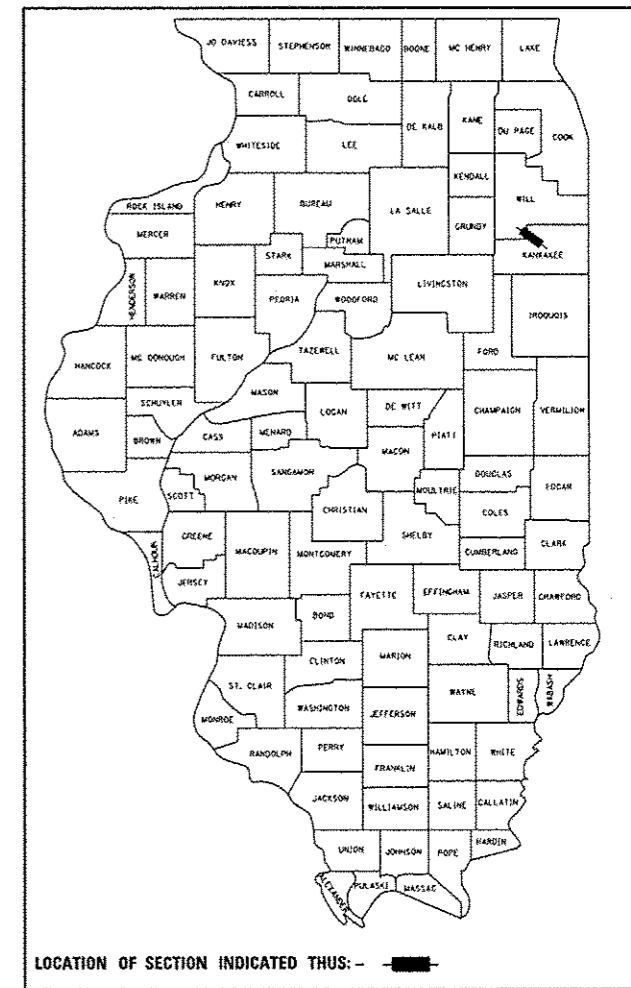 JO DAVIESS STEPHENSON WINNEBAGO BOONE MC HENRY LAKE
CARROLL OGLE DE KALB KANE DU PAGE COOK
WHITESIDE LEE KENDALL WILL
ROCK ISLAND HENRY BUREAU LA SALLE GRUNDY
MERCER STARK PUTNAM KANKAKEE
HENDERSON WARREN KNOX MARSHALL LIVINGSTON
PEORIA WOODFORD IROQUOIS
HANCOCK MC DONOUGH FULTON TAZEWELL MC LEAN FORD
SCHUYLER MASON LOGAN DE WITT CHAMPAIGN VERMILION
ADAMS BROWN CASS MENARD MACON PIATT
PIKE SCOTT MORGAN SANGAMON MOULTRIE DOUGLAS EDGAR
CHRISTIAN COLES
CALHOUN GREENE MACOUPIN MONTGOMERY SHELBY CUMBERLAND CLARK
JERSEY FAYETTE EFFINGHAM JASPER CRAWFORD
MADISON BOND CLAY RICHLAND LAWRENCE
CLINTON MARION
ST. CLAIR WASHINGTON JEFFERSON WAYNE EDWARDS WABASH
MONROE
RANDOLPH PERRY HAMILTON WHITE
FRANKLIN
JACKSON WILLIAMSON SALINE GALLATIN
UNION JOHNSON POPE HARDIN
ALEXANDER PULASKI MASSAC
LOCATION OF SECTION INDICATED THUS: -